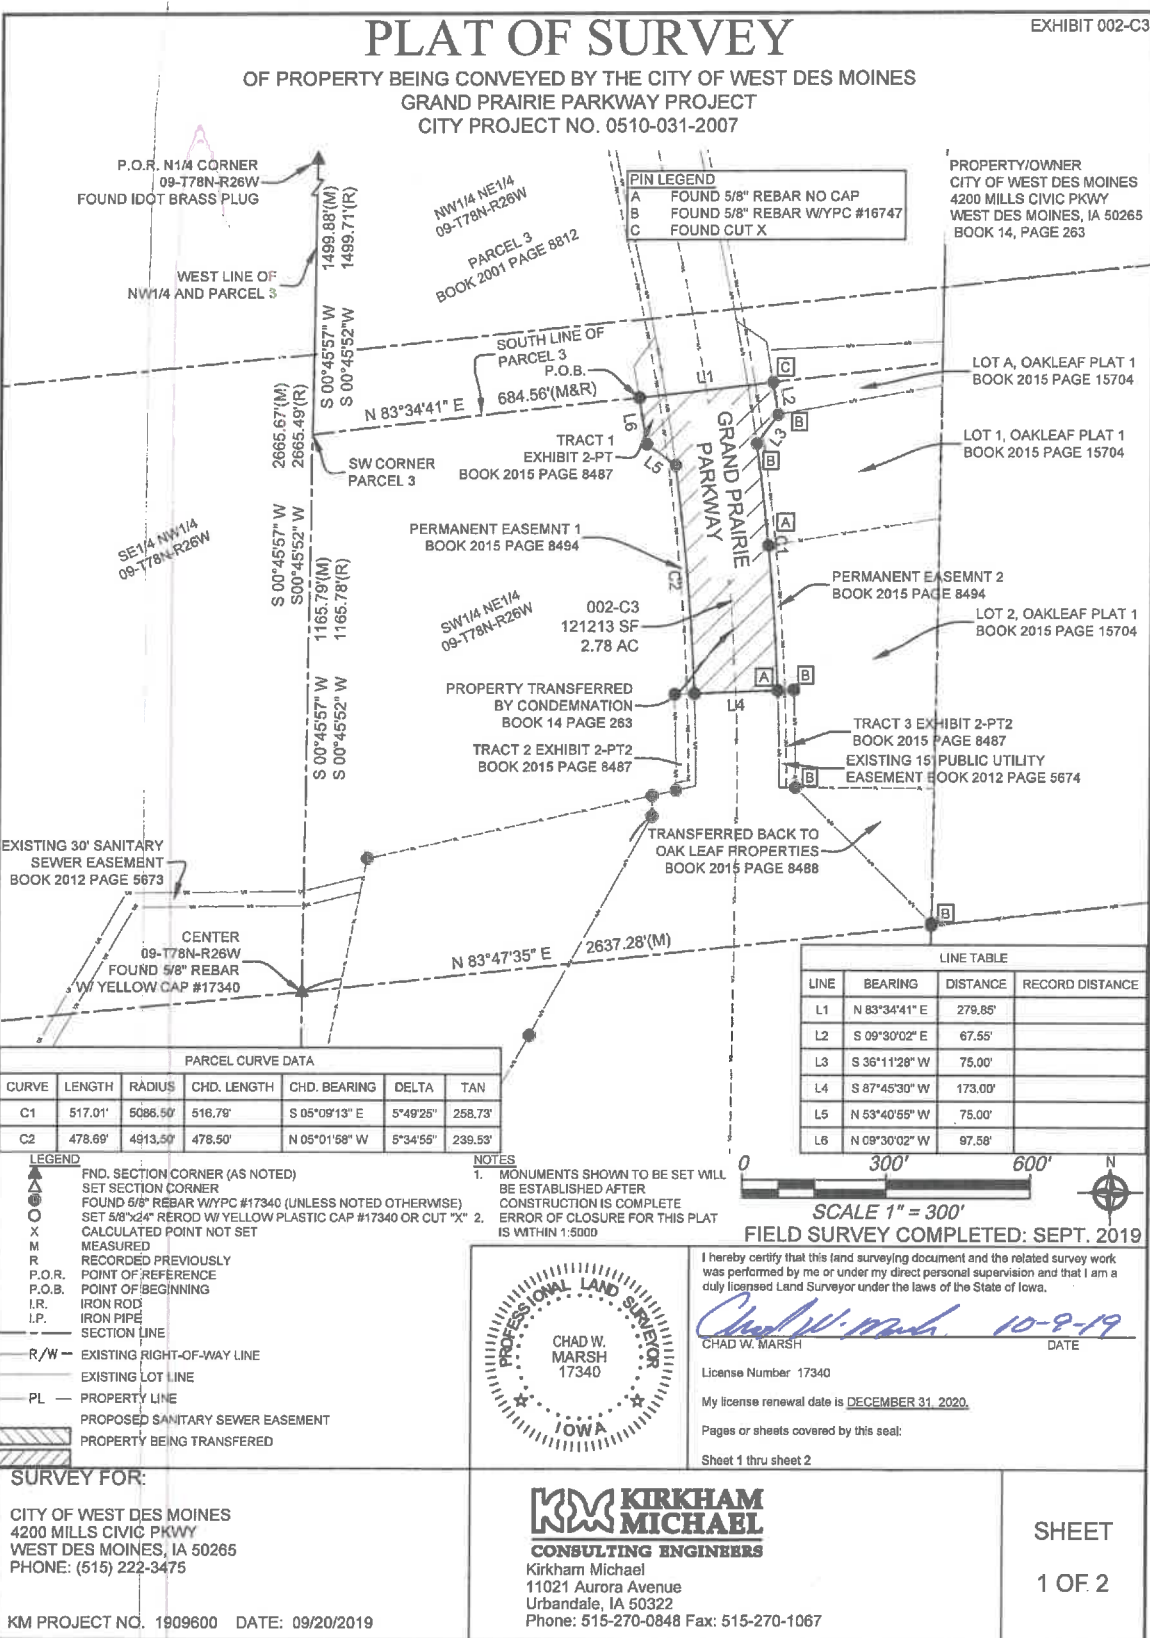 EXHIBIT 002-C3
PLAT OF SURVEY
OF PROPERTY BEING CONVEYED BY THE CITY OF WEST DES MOINES
GRAND PRAIRIE PARKWAY PROJECT
CITY PROJECT NO. 0510-031-2007
P.O.R. N1/4 CORNER
09-T78N-R26W
FOUND IDOT BRASS PLUG
1499.88'(M)
1499.71'(R)
NW1/4 NE1/4
09-T78N-R26W
PARCEL 3
BOOK 2001 PAGE 8812
PIN LEGEND
A FOUND 5/8" REBAR NO CAP
B FOUND 5/8" REBAR W/YPC #16747
C FOUND CUT X
PROPERTY/OWNER
CITY OF WEST DES MOINES
4200 MILLS CIVIC PKWY
WEST DES MOINES, IA 50265
BOOK 14, PAGE 263
WEST LINE OF
NW1/4 AND PARCEL 3
S 00°45'57" W
S 00°45'52"W
SOUTH LINE OF
PARCEL 3
P.O.B.
N 83°34'41" E 684.56'(M&R)
L1
C
L2
B
L3
B
L6
L5
LOT A, OAKLEAF PLAT 1
BOOK 2015 PAGE 15704
LOT 1, OAKLEAF PLAT 1
BOOK 2015 PAGE 15704
2665.67'(M)
2665.49'(R)
SW CORNER
PARCEL 3
TRACT 1
EXHIBIT 2-PT
BOOK 2015 PAGE 8487
GRAND PRAIRIE
PARKWAY
SE1/4 NW1/4
09-T78N-R26W
S 00°45'57" W
S00°45'52" W
1165.79'(M)
1165.78'(R)
PERMANENT EASEMNT 1
BOOK 2015 PAGE 8494
A
C1
C2
SW1/4 NE1/4
09-T78N-R26W
002-C3
121213 SF
2.78 AC
PERMANENT EASEMNT 2
BOOK 2015 PAGE 8494
LOT 2, OAKLEAF PLAT 1
BOOK 2015 PAGE 15704
S 00°45'57" W
S 00°45'52" W
PROPERTY TRANSFERRED
BY CONDEMNATION
BOOK 14 PAGE 263
A
B
L4
TRACT 2 EXHIBIT 2-PT2
BOOK 2015 PAGE 8487
TRACT 3 EXHIBIT 2-PT2
BOOK 2015 PAGE 8487
EXISTING 15' PUBLIC UTILITY
EASEMENT BOOK 2012 PAGE 5674
B
TRANSFERRED BACK TO
OAK LEAF PROPERTIES
BOOK 2015 PAGE 8488
EXISTING 30' SANITARY
SEWER EASEMENT
BOOK 2012 PAGE 5673
B
CENTER
09-T78N-R26W
FOUND 5/8" REBAR
W/ YELLOW CAP #17340
N 83°47'35" E 2637.28'(M)
LINE TABLE
LINE BEARING DISTANCE RECORD DISTANCE
L1 N 83°34'41" E 279.85'
L2 S 09°30'02" E 67.55'
L3 S 36°11'28" W 75.00'
L4 S 87°45'30" W 173.00'
L5 N 53°40'55" W 75.00'
L6 N 09°30'02" W 97.58'
PARCEL CURVE DATA
CURVE LENGTH RADIUS CHD. LENGTH CHD. BEARING DELTA TAN
C1 517.01' 5086.50' 516.79' S 05°09'13" E 5°49'25" 258.73'
C2 478.69' 4913.50' 478.50' N 05°01'58" W 5°34'55" 239.53'
LEGEND
FND. SECTION CORNER (AS NOTED)
SET SECTION CORNER
FOUND 5/8" REBAR W/YPC #17340 (UNLESS NOTED OTHERWISE)
SET 5/8"x24" REROD W/ YELLOW PLASTIC CAP #17340 OR CUT "X"
X CALCULATED POINT NOT SET
M MEASURED
R RECORDED PREVIOUSLY
P.O.R. POINT OF REFERENCE
P.O.B. POINT OF BEGINNING
I.R. IRON ROD
I.P. IRON PIPE
SECTION LINE
R/W EXISTING RIGHT-OF-WAY LINE
EXISTING LOT LINE
PL PROPERTY LINE
PROPOSED SANITARY SEWER EASEMENT
PROPERTY BEING TRANSFERED
NOTES
1. MONUMENTS SHOWN TO BE SET WILL
BE ESTABLISHED AFTER
CONSTRUCTION IS COMPLETE
2. ERROR OF CLOSURE FOR THIS PLAT
IS WITHIN 1:5000
0 300' 600'
N
SCALE 1" = 300'
FIELD SURVEY COMPLETED: SEPT. 2019
PROFESSIONAL LAND SURVEYOR
CHAD W.
MARSH
17340
IOWA
I hereby certify that this land surveying document and the related survey work
was performed by me or under my direct personal supervision and that I am a
duly licensed Land Surveyor under the laws of the State of Iowa.
Chad W. Marsh 10-9-19
CHAD W. MARSH DATE
License Number 17340
My license renewal date is DECEMBER 31, 2020.
Pages or sheets covered by this seal:
Sheet 1 thru sheet 2
SURVEY FOR:
CITY OF WEST DES MOINES
4200 MILLS CIVIC PKWY
WEST DES MOINES, IA 50265
PHONE: (515) 222-3475
KM PROJECT NO. 1909600 DATE: 09/20/2019
KM KIRKHAM
MICHAEL
CONSULTING ENGINEERS
Kirkham Michael
11021 Aurora Avenue
Urbandale, IA 50322
Phone: 515-270-0848 Fax: 515-270-1067
SHEET
1 OF 2